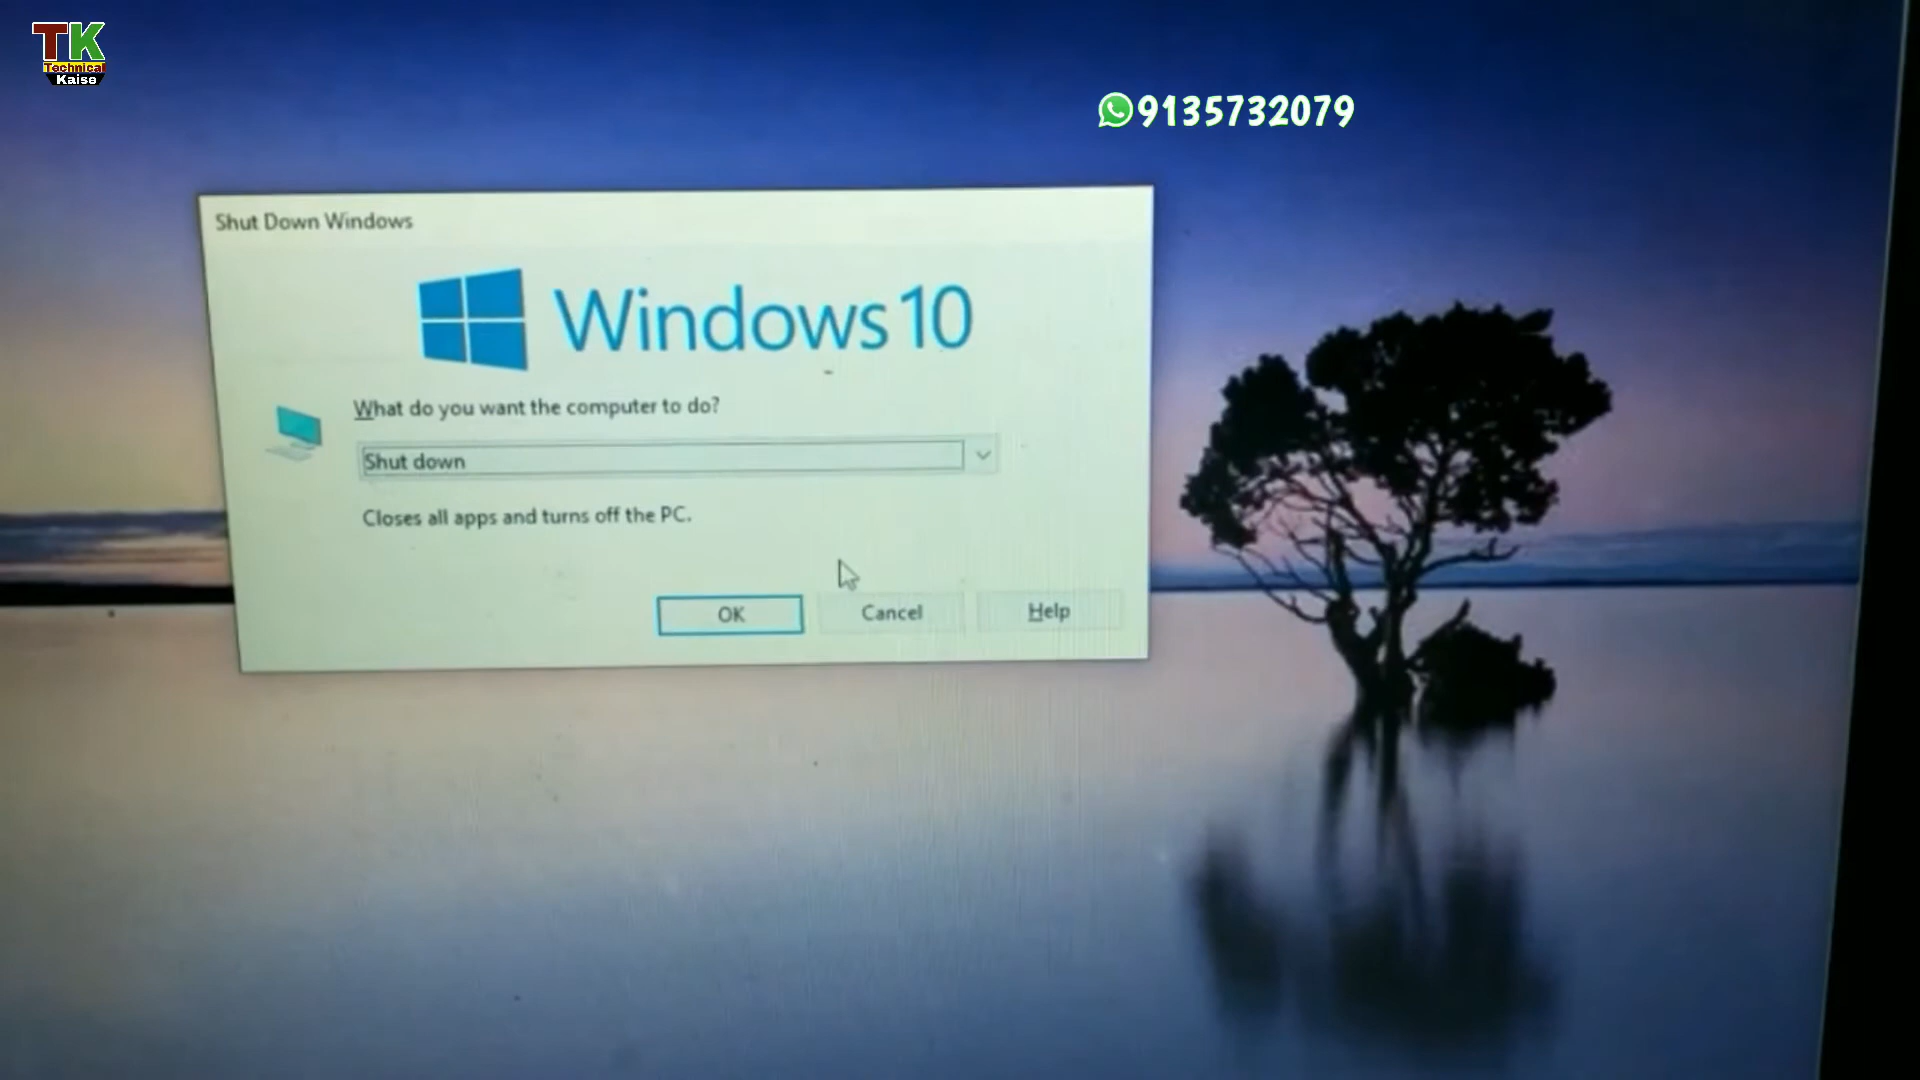 TK
Technical
Kaise
9135732079
Shut Down Windows
Windows 10
What do you want the computer to do?
Shut down
Closes all apps and turns off the PC.
OK
Cancel
Help